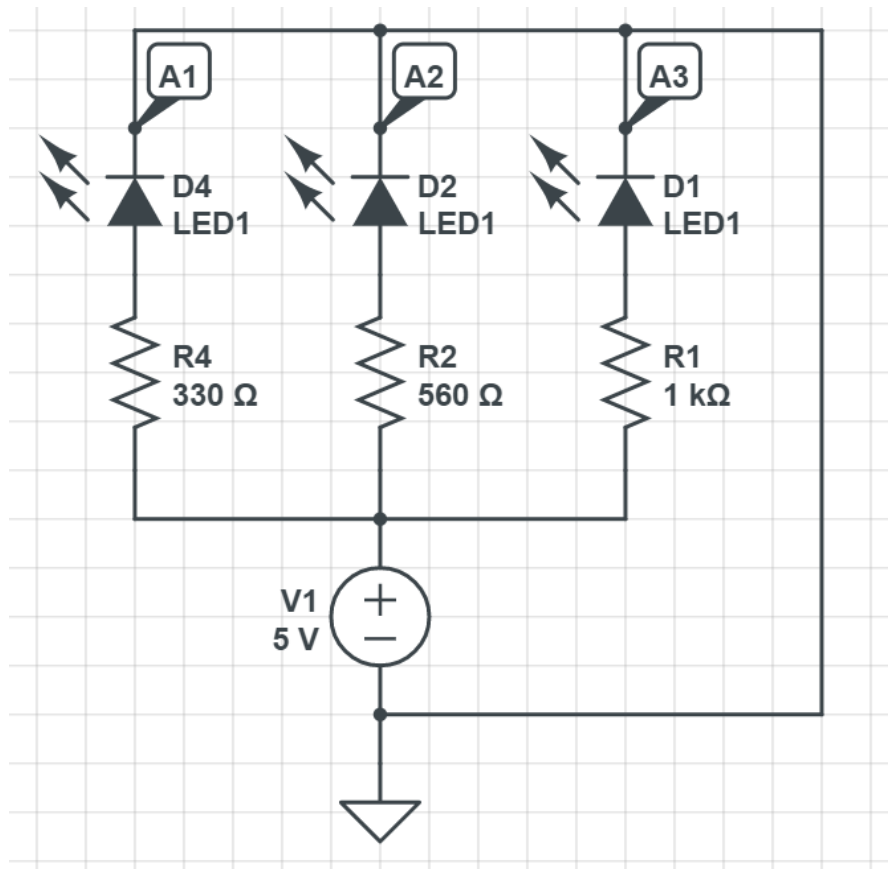 A1
A2
A3
D4
LED1
D2
LED1
D1
LED1
R4
330 Ω
R2
560 Ω
R1
1 kΩ
V1
5 V
+
−